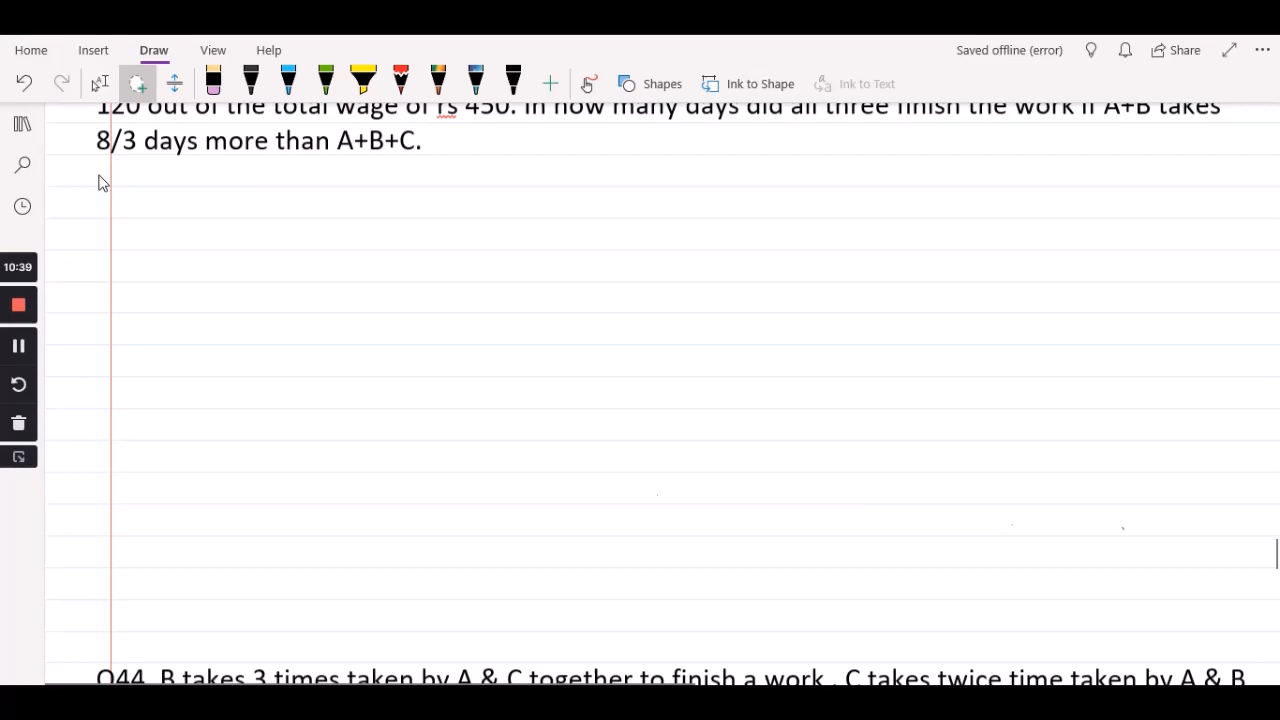 Home Insert Draw View Help Saved offline (error) Share
Shapes Ink to Shape Ink to Text
120 out of the total wage of rs 450. In how many days did all three finish the work if A+B takes
8/3 days more than A+B+C.
10:39
Q44. B takes 3 times taken by A & C together to finish a work . C takes twice time taken by A & B